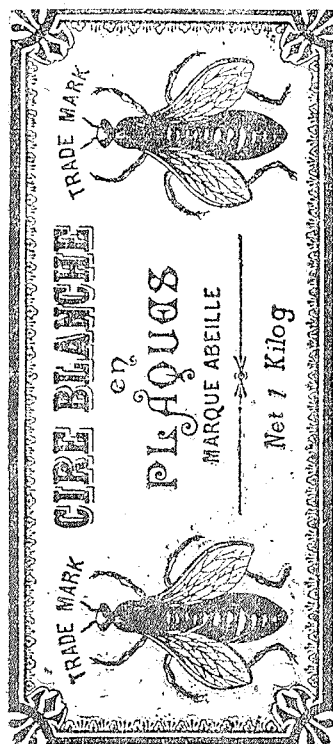 TRADE MARK
CIRE BLANCHE
en
PLAQUES
MARQUE ABEILLE
Net 1 Kilog
TRADE MARK